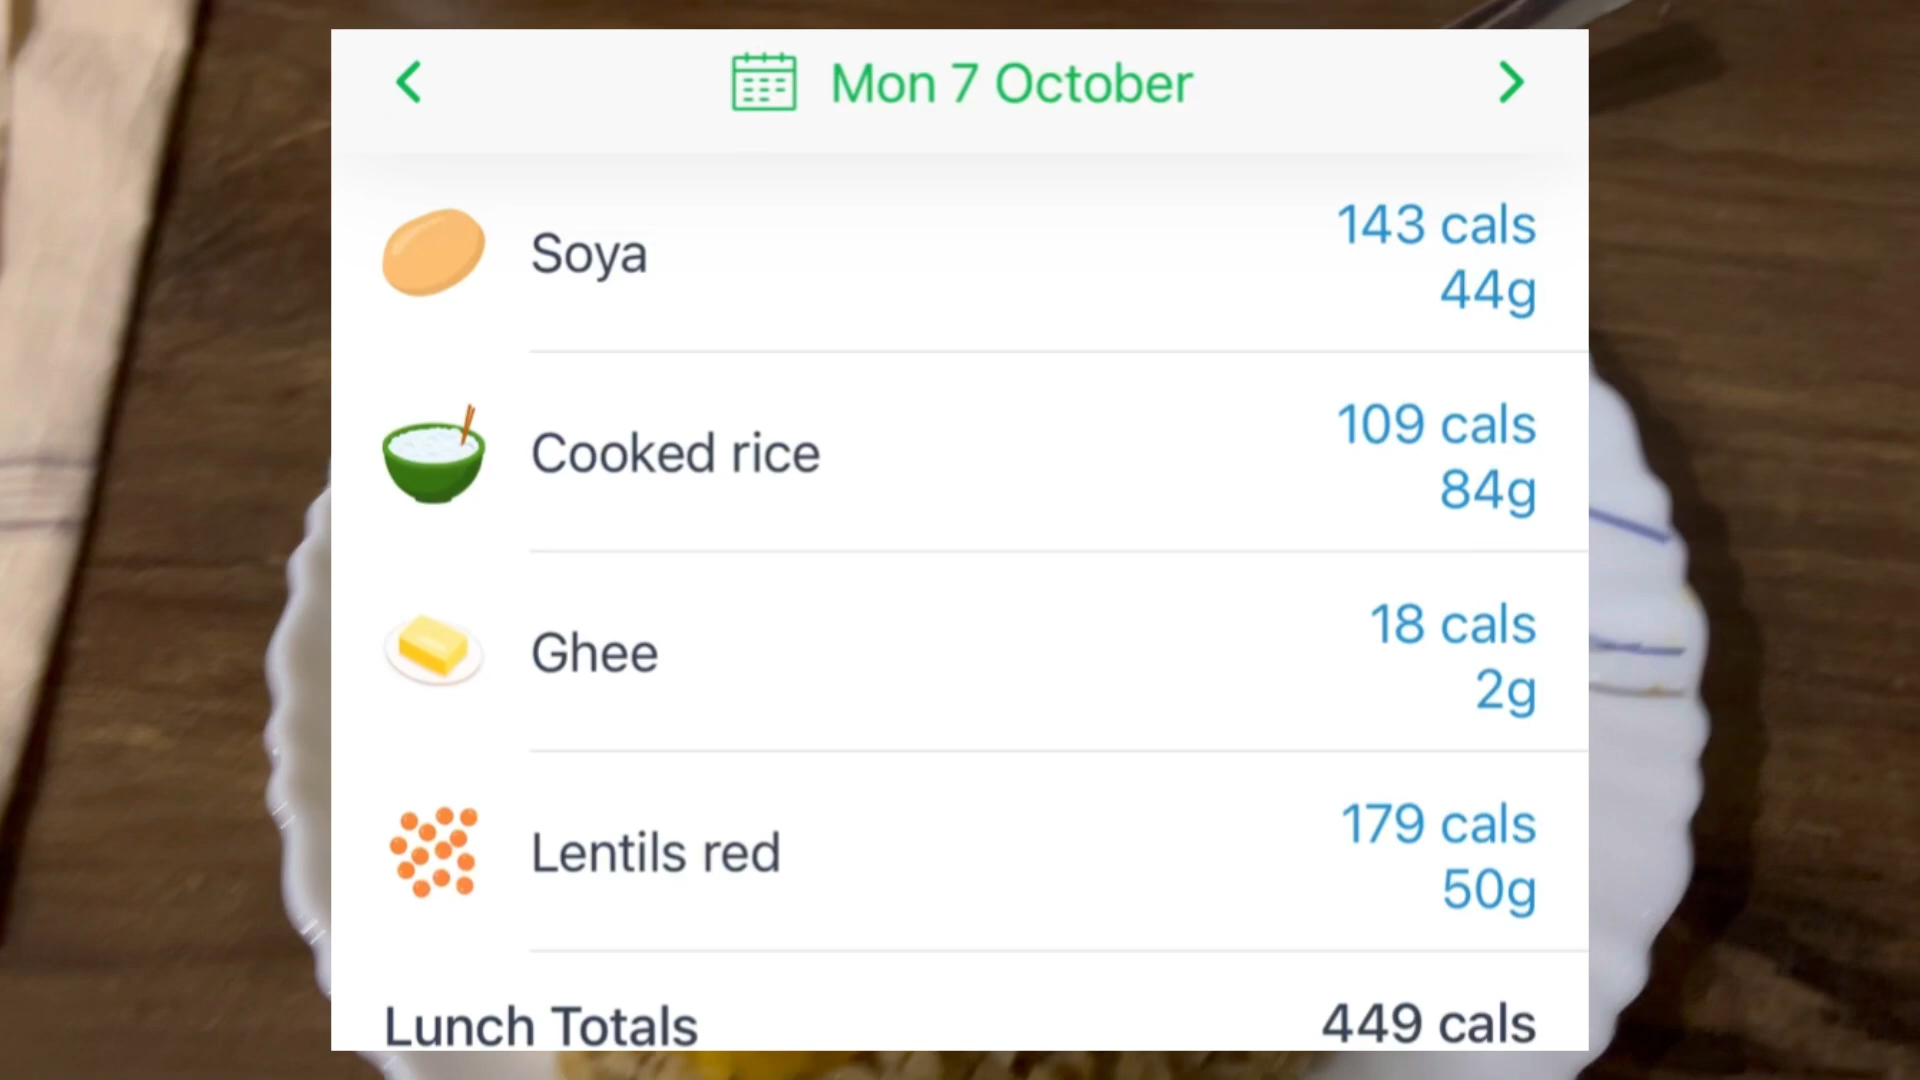 Mon 7 October
Soya
143 cals
44g
Cooked rice
109 cals
84g
Ghee
18 cals
2g
Lentils red
179 cals
50g
Lunch Totals
449 cals